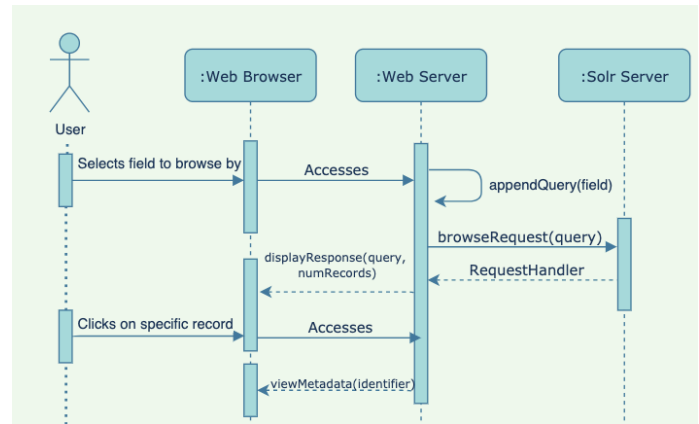 :Web Browser
:Web Server
:Solr Server
User
Selects field to browse by
Accesses
appendQuery(field)
browseRequest(query)
displayResponse(query,
numRecords)
RequestHandler
Clicks on specific record
Accesses
viewMetadata(identifier)